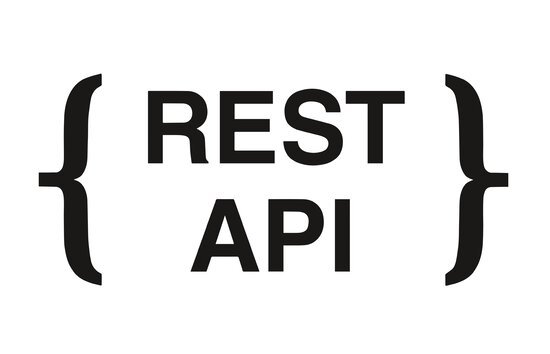 { REST
API }